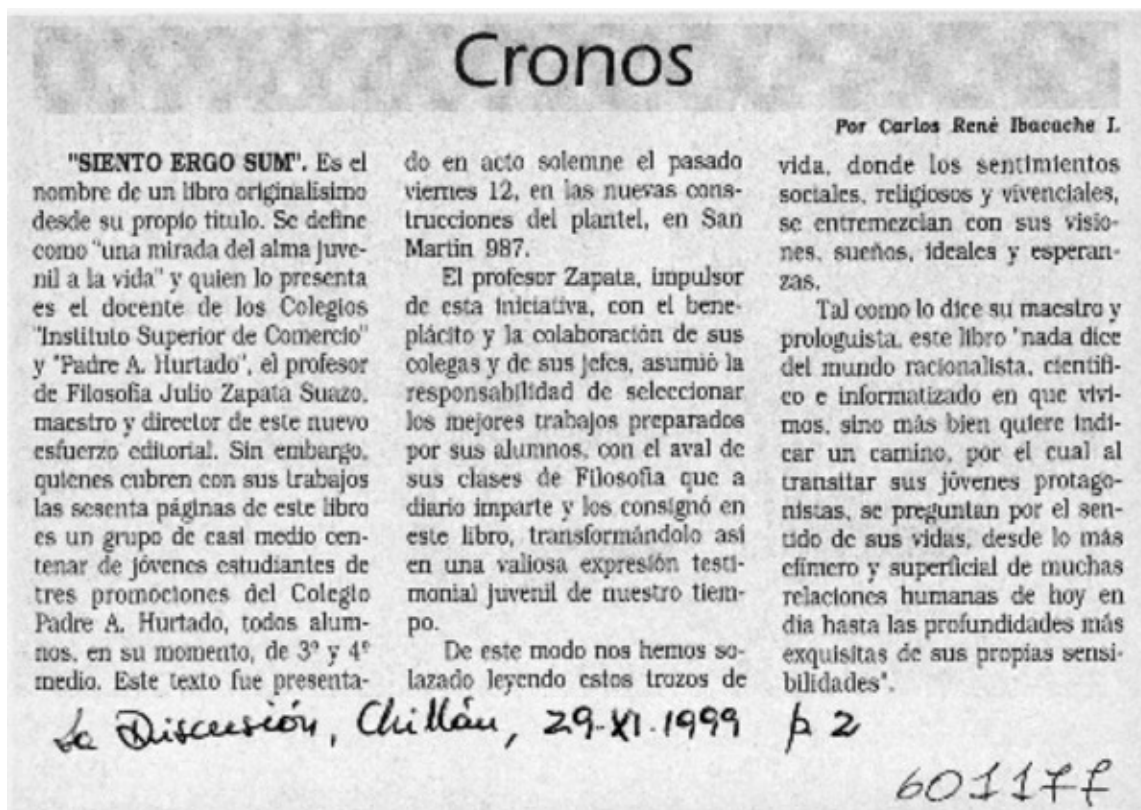 Cronos
Por Carlos René Ibacache I.
"SIENTO ERGO SUM". Es el
nombre de un libro originalísimo
desde su propio título. Se define
como "una mirada del alma juve-
nil a la vida" y quien lo presenta
es el docente de los Colegios
"Instituto Superior de Comercio"
y "Padre A. Hurtado", el profesor
de Filosofía Julio Zapata Suazo,
maestro y director de este nuevo
esfuerzo editorial. Sin embargo,
quienes cubren con sus trabajos
las sesenta páginas de este libro
es un grupo de casi medio cen-
tenar de jóvenes estudiantes de
tres promociones del Colegio
Padre A. Hurtado, todos alum-
nos, en su momento, de 3º y 4º
medio. Este texto fue presenta-
do en acto solemne el pasado
viernes 12, en las nuevas cons-
trucciones del plantel, en San
Martín 987.
El profesor Zapata, impulsor
de esta iniciativa, con el bene-
plácito y la colaboración de sus
colegas y de sus jefes, asumió la
responsabilidad de seleccionar
los mejores trabajos preparados
por sus alumnos, con el aval de
sus clases de Filosofía que a
diario imparte y los consignó en
este libro, transformándolo así
en una valiosa expresión testi-
monial juvenil de nuestro tiem-
po.
De este modo nos hemos so-
lazado leyendo estos trozos de
vida, donde los sentimientos
sociales, religiosos y vivenciales,
se entremezclan con sus visio-
nes, sueños, ideales y esperan-
zas.
Tal como lo dice su maestro y
prologuista, este libro "nada dice
del mundo racionalista, científi-
co e informatizado en que vivi-
mos, sino más bien quiere indi-
car un camino, por el cual al
transitar sus jóvenes protago-
nistas, se preguntan por el sen-
tido de sus vidas, desde lo más
efímero y superficial de muchas
relaciones humanas de hoy en
día hasta las profundidades más
exquisitas de sus propias sensi-
bilidades".
La Discusión, Chillán, 29-XI-1999 p 2
601177